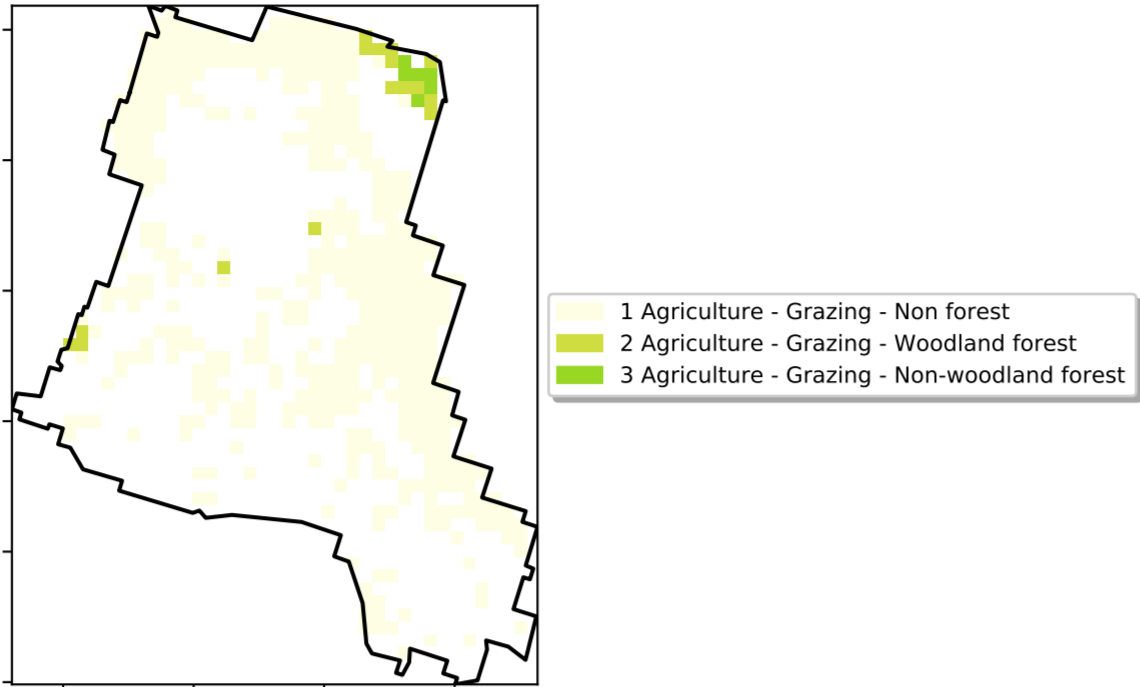 1 Agriculture - Grazing - Non forest
2 Agriculture - Grazing - Woodland forest
3 Agriculture - Grazing - Non-woodland forest